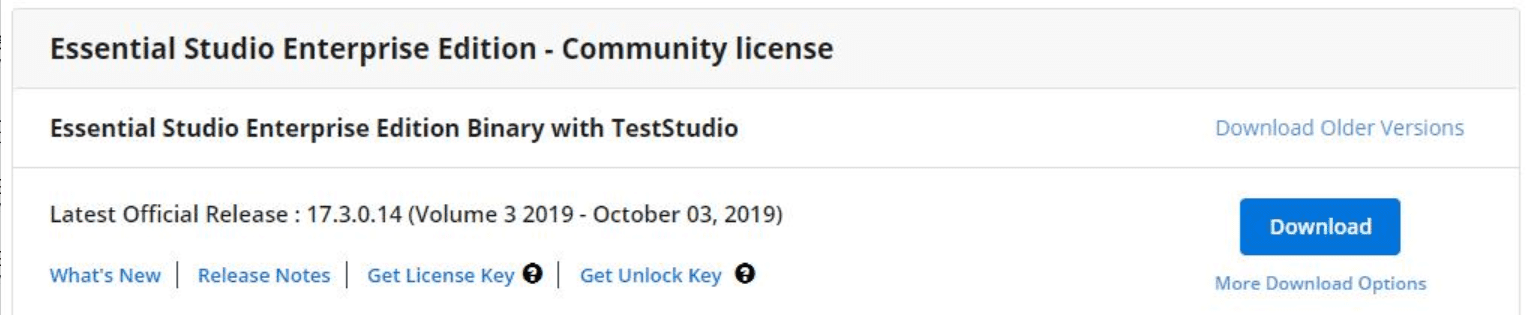 Essential Studio Enterprise Edition - Community license
Essential Studio Enterprise Edition Binary with TestStudio
Download Older Versions
Latest Official Release : 17.3.0.14 (Volume 3 2019 - October 03, 2019)
Download
What's New | Release Notes | Get License Key ? | Get Unlock Key ?
More Download Options